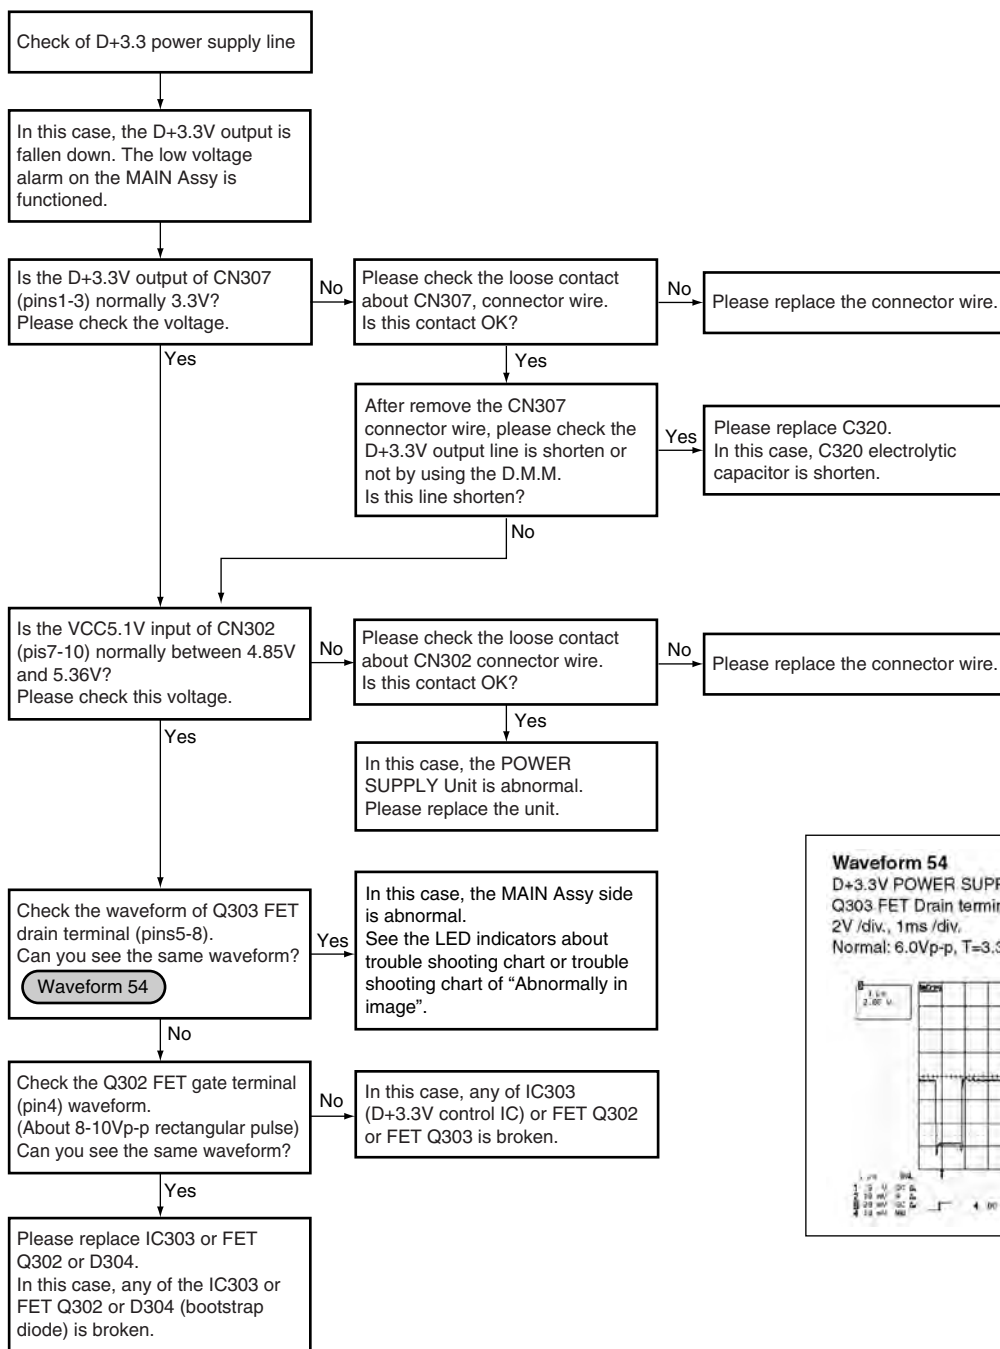 Check of D+3.3 power supply line
In this case, the D+3.3V output is
fallen down. The low voltage
alarm on the MAIN Assy is
functioned.
Is the D+3.3V output of CN307
(pins1-3) normally 3.3V?
Please check the voltage.
No
Please check the loose contact
about CN307, connector wire.
Is this contact OK?
No
Please replace the connector wire.
Yes
Yes
After remove the CN307
connector wire, please check the
D+3.3V output line is shorten or
not by using the D.M.M.
Is this line shorten?
Yes
Please replace C320.
In this case, C320 electrolytic
capacitor is shorten.
No
Is the VCC5.1V input of CN302
(pis7-10) normally between 4.85V
and 5.36V?
Please check this voltage.
No
Please check the loose contact
about CN302 connector wire.
Is this contact OK?
No
Please replace the connector wire.
Yes
Yes
In this case, the POWER
SUPPLY Unit is abnormal.
Please replace the unit.
Check the waveform of Q303 FET
drain terminal (pins5-8).
Can you see the same waveform?
Waveform 54
Yes
In this case, the MAIN Assy side
is abnormal.
See the LED indicators about
trouble shooting chart or trouble
shooting chart of “Abnormally in
image”.
No
Check the Q302 FET gate terminal
(pin4) waveform.
(About 8-10Vp-p rectangular pulse)
Can you see the same waveform?
No
In this case, any of IC303
(D+3.3V control IC) or FET Q302
or FET Q303 is broken.
Yes
Please replace IC303 or FET
Q302 or D304.
In this case, any of the IC303 or
FET Q302 or D304 (bootstrap
diode) is broken.
Waveform 54
D+3.3V POWER SUPP
Q303 FET Drain termin
2V /div., 1ms /div.
Normal: 6.0Vp-p, T=3.3